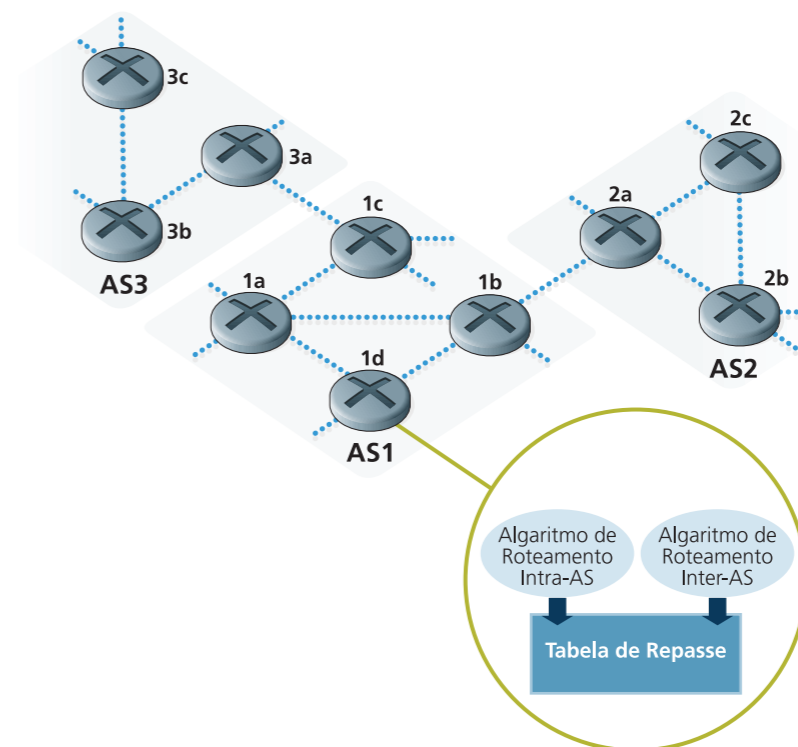 3c
3a
3b
AS3
1c
1a
1b
1d
AS1
2c
2a
2b
AS2
Algaritmo de
Roteamento
Intra-AS
Algaritmo de
Roteamento
Inter-AS
Tabela de Repasse